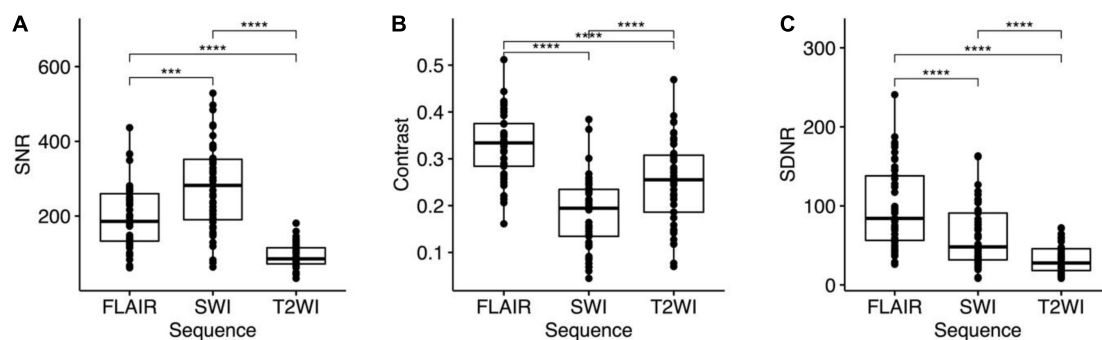 A
****
****
***
600
400
200
SNR
FLAIR SWI T2WI
Sequence
B
****
****
****
0.5
0.4
0.3
0.2
0.1
Contrast
FLAIR SWI T2WI
Sequence
C
****
****
****
300
200
100
0
SDNR
FLAIR SWI T2WI
Sequence